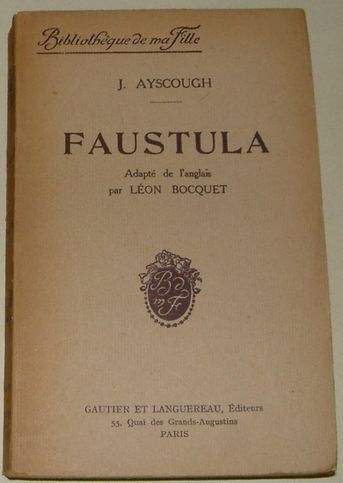 Bibliothèque de ma Fille
J. AYSCOUGH
FAUSTULA
Adapté de l'anglais
par LÉON BOCQUET
B d
m F
GAUTIER ET LANGUEREAU, Éditeurs
55, Quai des Grands-Augustins
PARIS